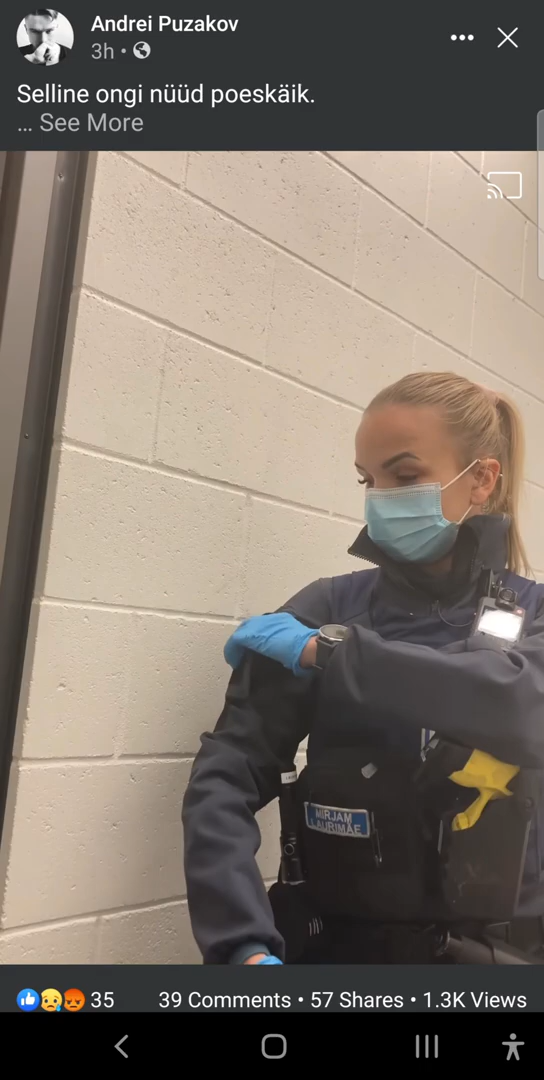 Andrei Puzakov
3h •
Selline ongi nüüd poeskäik.
... See More
MIRJAM
LAURIMÄE
35
39 Comments • 57 Shares • 1.3K Views